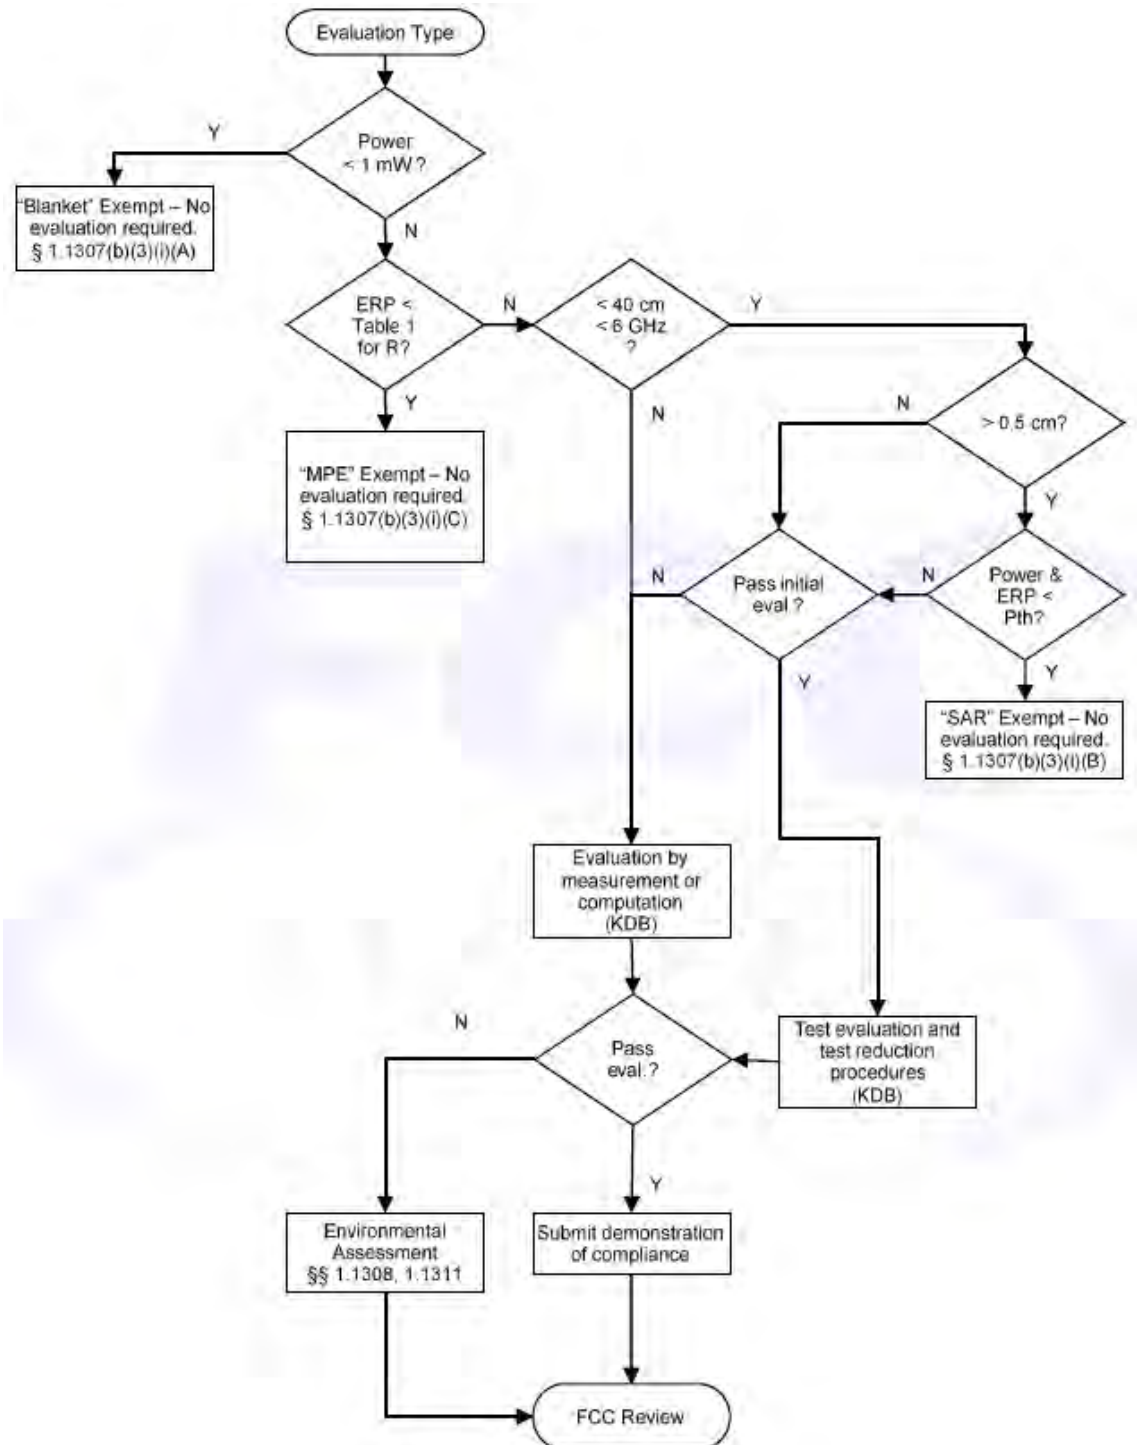 Evaluation Type
Power
< 1 mW?
Y
N
"Blanket" Exempt – No
evaluation required.
§ 1.1307(b)(3)(i)(A)
ERP <
Table 1
for R?
N
Y
< 40 cm
< 6 GHz
?
Y
N
"MPE" Exempt – No
evaluation required.
§ 1.1307(b)(3)(i)(C)
> 0.5 cm?
N
Y
Pass initial
eval ?
N
Y
Power &
ERP <
Pth?
N
Y
"SAR" Exempt – No
evaluation required.
§ 1.1307(b)(3)(i)(B)
Evaluation by
measurement or
computation
(KDB)
Test evaluation and
test reduction
procedures
(KDB)
Pass
eval.?
N
Y
Environmental
Assessment
§§ 1.1308, 1.1311
Submit demonstration
of compliance
FCC Review